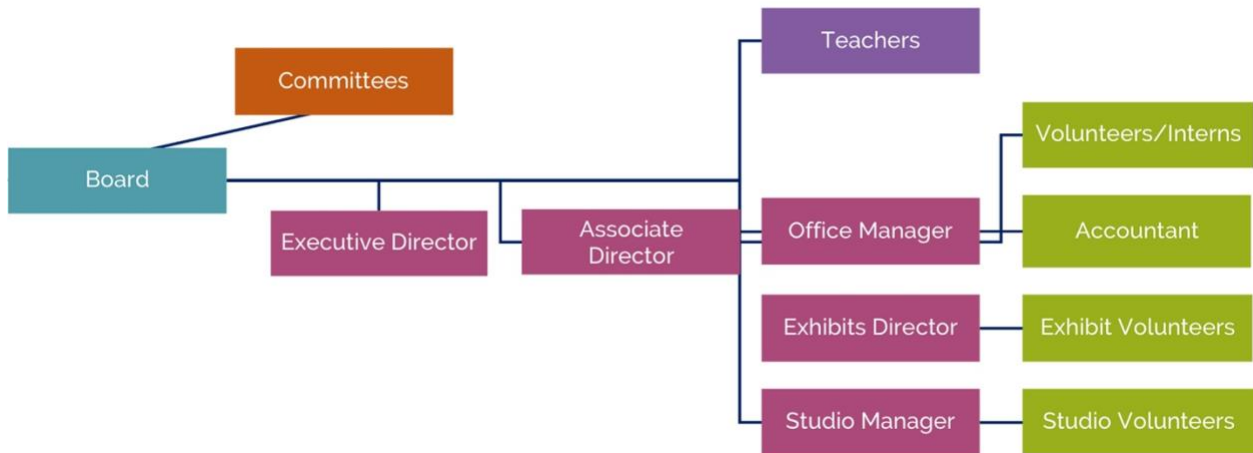 Teachers
Committees
Volunteers/Interns
Board
Executive Director
Associate
Director
Office Manager
Accountant
Exhibits Director
Exhibit Volunteers
Studio Manager
Studio Volunteers